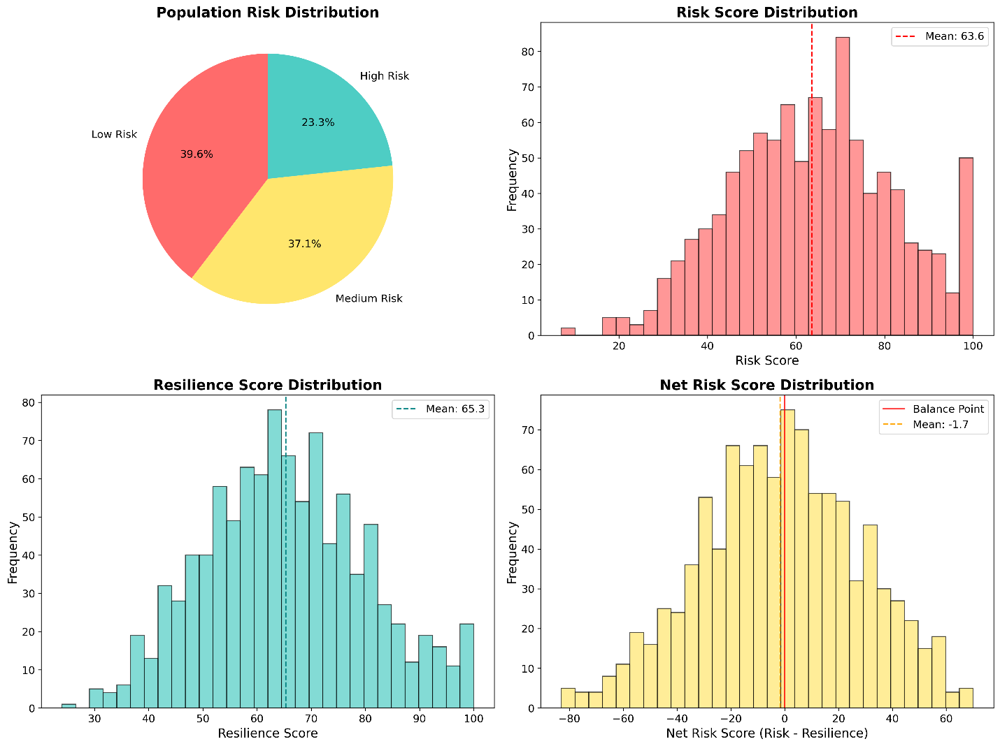 Population Risk Distribution
High Risk
23.3%
Low Risk
39.6%
37.1%
Medium Risk
Risk Score Distribution
Mean: 63.6
80
70
60
50
40
30
20
10
0
Frequency
20 40 60 80 100
Risk Score
Resilience Score Distribution
Mean: 65.3
80
70
60
50
40
30
20
10
0
Frequency
30 40 50 60 70 80 90 100
Resilience Score
Net Risk Score Distribution
Balance Point
Mean: -1.7
70
60
50
40
30
20
10
0
Frequency
−80 −60 −40 −20 0 20 40 60
Net Risk Score (Risk - Resilience)